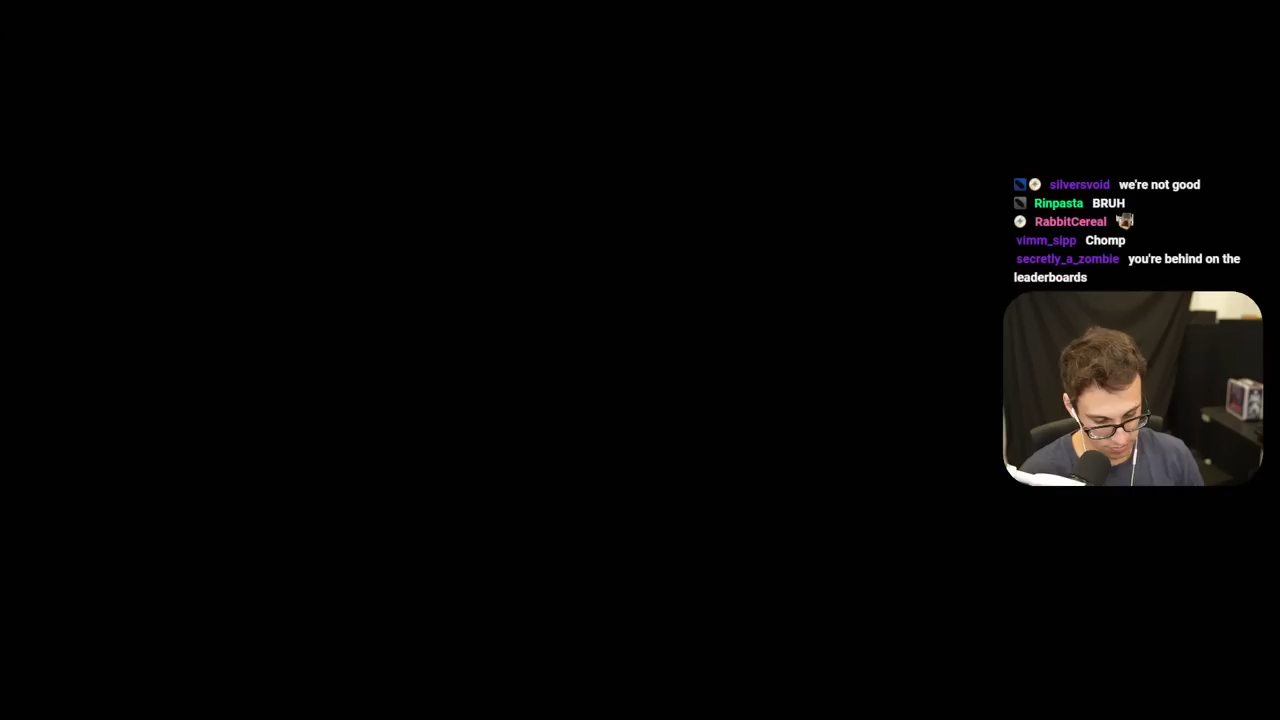 silversvoid we're not good
Rinpasta BRUH
RabbitCereal
vimm_sipp Chomp
secretly_a_zombie you're behind on the
leaderboards